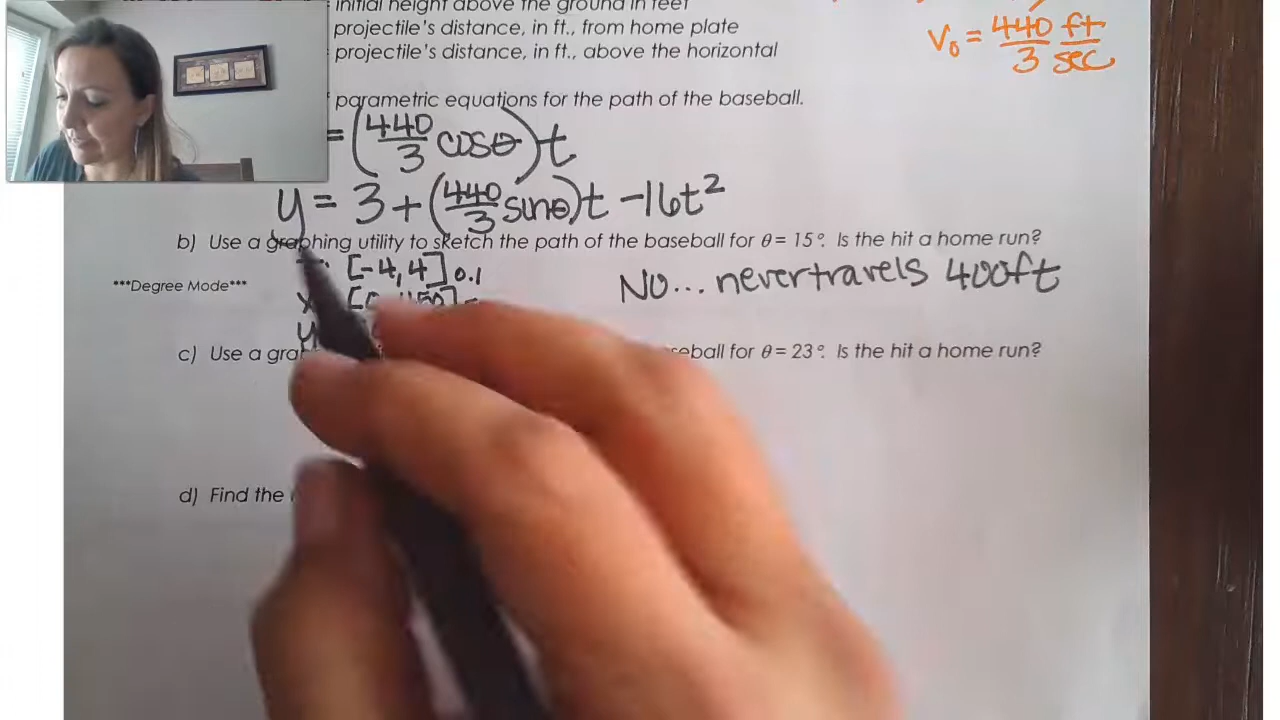 initial height above the ground in feet
projectile's distance, in ft., from home plate
projectile's distance, in ft., above the horizontal
V₀ = 440/3 ft/sec
parametric equations for the path of the baseball.
= (440/3 cosθ)t
y = 3 + (440/3 sinθ)t - 16t²
b) Use a graphing utility to sketch the path of the baseball for θ = 15°. Is the hit a home run?
[-4, 4] 0.1
No... never travels 400ft
***Degree Mode***
c) Use a for θ = 23°. Is the hit a home run?
d) Find the